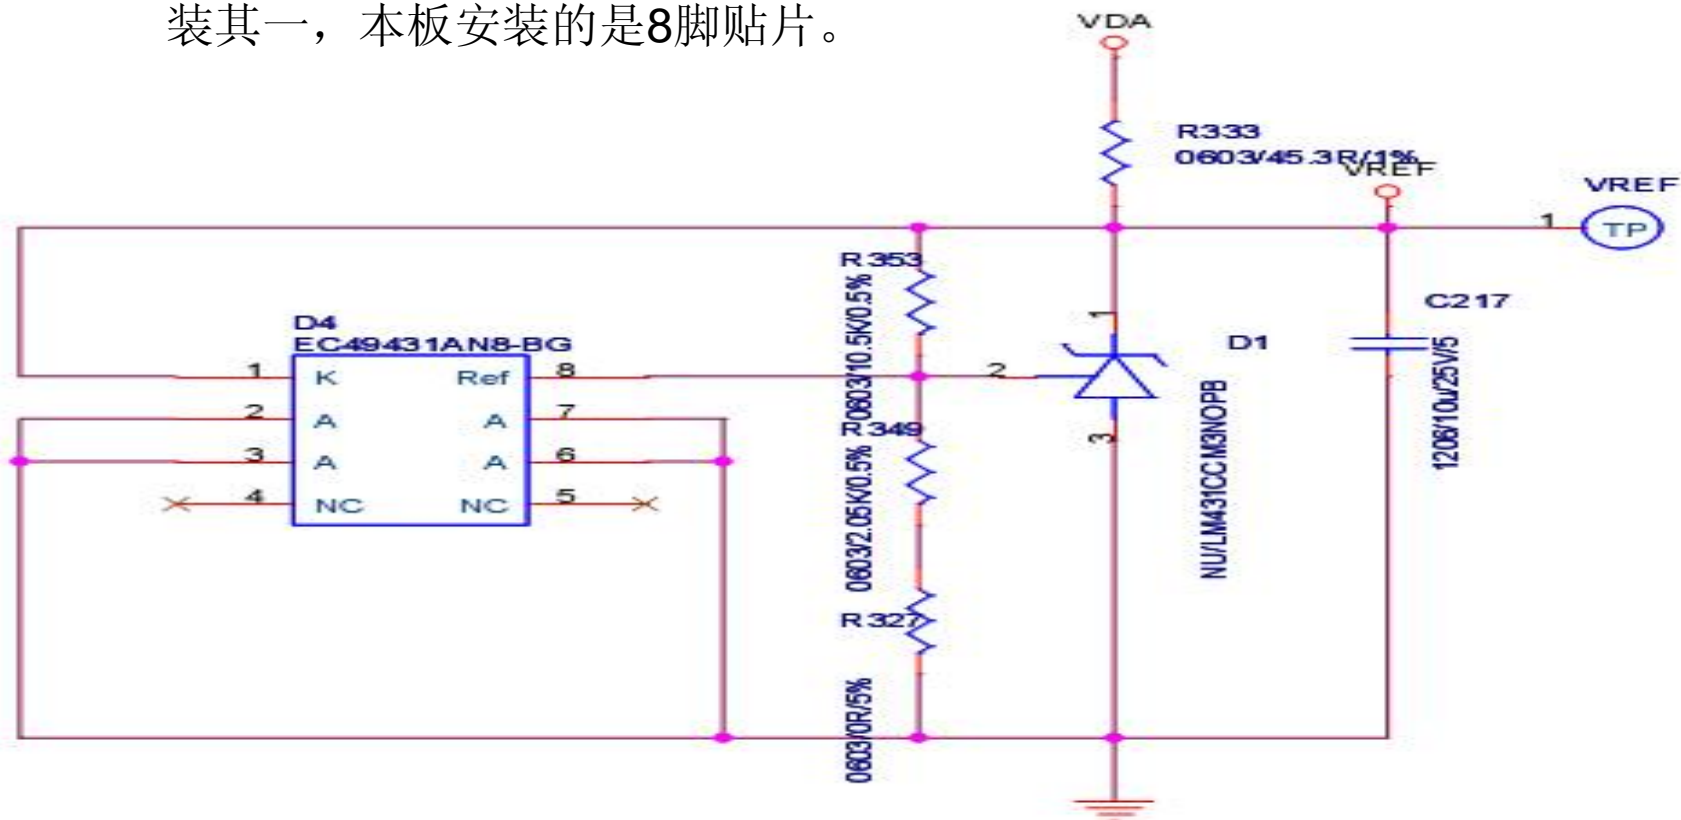 装其一，本板安装的是8脚贴片。
VDA
R333
0603/45.3R/1%
VREF
VREF
1
TP
R353
0603/10.5K/0.5%
C217
1206/10u/25V/5
D4
EC49431AN8-BG
1
K
Ref
8
2
A
A
7
3
A
A
6
4
NC
NC
5
1
2
3
D1
NU/LM431CCM3NOPB
R349
0603/2.05K/0.5%
R327
0603/0R/5%